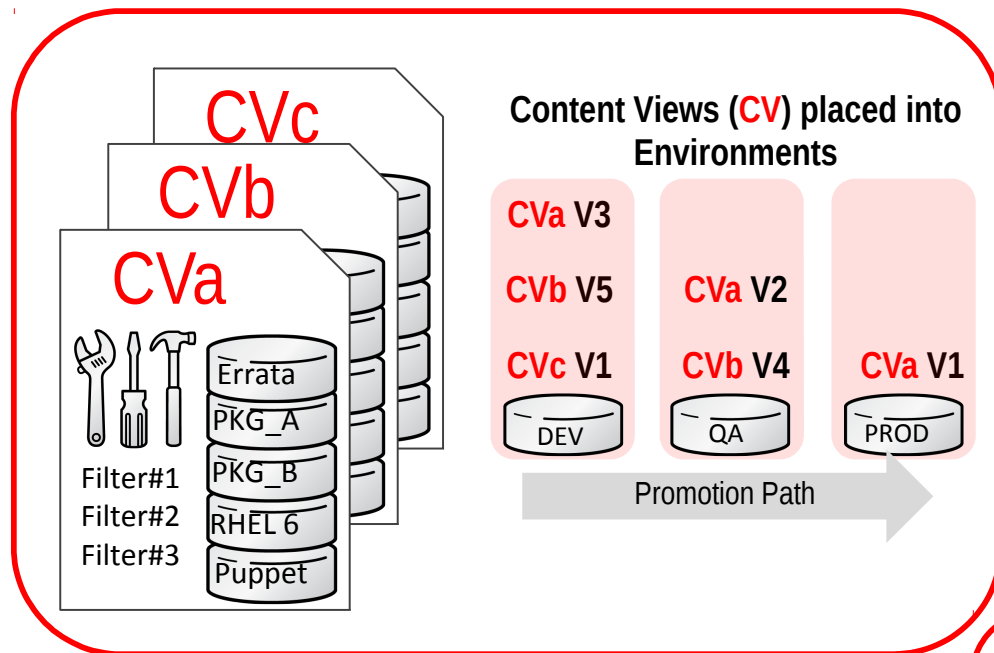 CVc
CVb
CVa
Errata
PKG_A
PKG_B
RHEL 6
Puppet
Filter#1
Filter#2
Filter#3
Content Views (CV) placed into
Environments
CVa V3
CVb V5
CVc V1
DEV
CVa V2
CVb V4
QA
CVa V1
PROD
Promotion Path